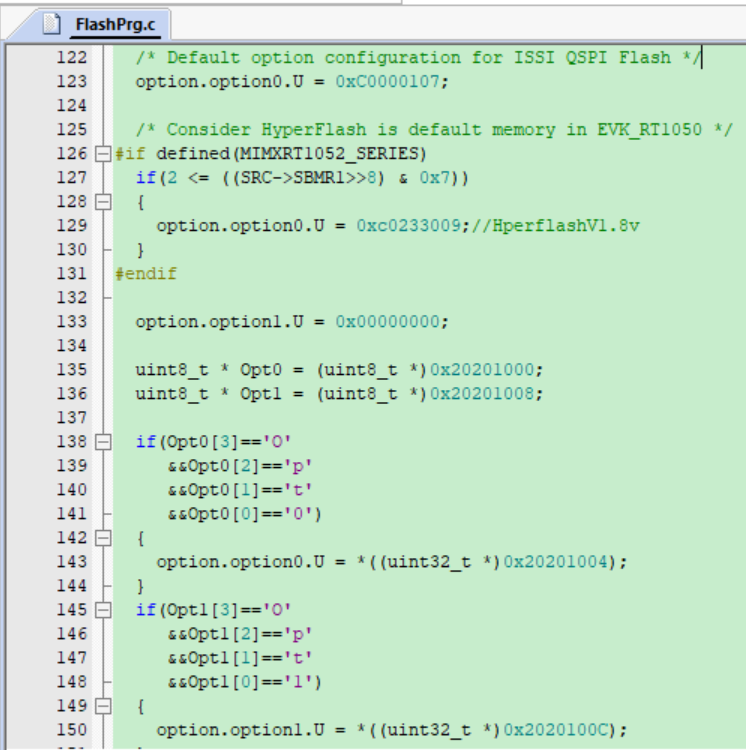 FlashPrg.c
122 /* Default option configuration for ISSI QSPI Flash */
123 option.option0.U = 0xC0000107;
124
125 /* Consider HyperFlash is default memory in EVK_RT1050 */
126 #if defined(MIMXRT1052_SERIES)
127 if(2 <= ((SRC->SBMR1>>8) & 0x7))
128 {
129 option.option0.U = 0xc0233009;//HperflashV1.8v
130 }
131 #endif
132
133 option.option1.U = 0x00000000;
134
135 uint8_t * Opt0 = (uint8_t *)0x20201000;
136 uint8_t * Opt1 = (uint8_t *)0x20201008;
137
138 if(Opt0[3]=='O'
139 &&Opt0[2]=='p'
140 &&Opt0[1]=='t'
141 &&Opt0[0]=='0')
142 {
143 option.option0.U = *((uint32_t *)0x20201004);
144 }
145 if(Opt1[3]=='O'
146 &&Opt1[2]=='p'
147 &&Opt1[1]=='t'
148 &&Opt1[0]=='1')
149 {
150 option.option1.U = *((uint32_t *)0x2020100C);